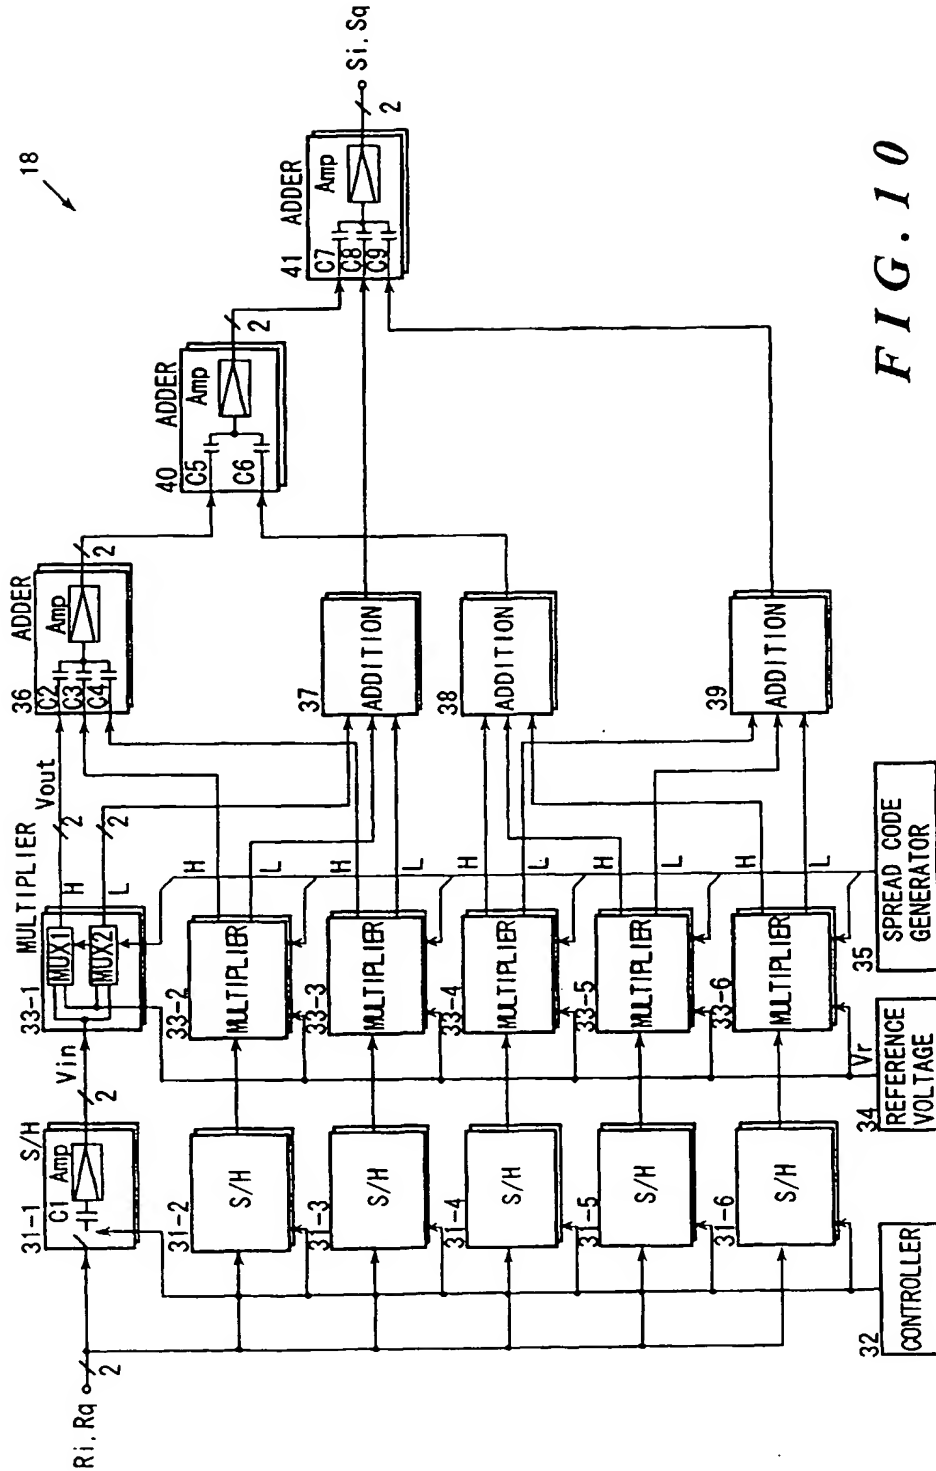 18
Ri.Rq
2
31-1
S/H
C1
Amp
Vin
2
33-1
MULTIPLIER
MUX1
MUX2
H
L
Vout
2
2
36
ADDER
C2
C3
C4
Amp
2
40
ADDER
C5
C6
Amp
2
41
ADDER
C7
C8
C9
Amp
Si.Sq
2
31-2
S/H
33-2
MULTIPLIER
H
L
37
ADDITION
31-3
S/H
33-3
MULTIPLIER
H
L
31-4
S/H
33-4
MULTIPLIER
H
L
38
ADDITION
31-5
S/H
33-5
MULTIPLIER
H
L
39
ADDITION
31-6
S/H
33-6
MULTIPLIER
H
L
Vr
32
CONTROLLER
34
REFERENCE
VOLTAGE
35
SPREAD CODE
GENERATOR
FIG.10